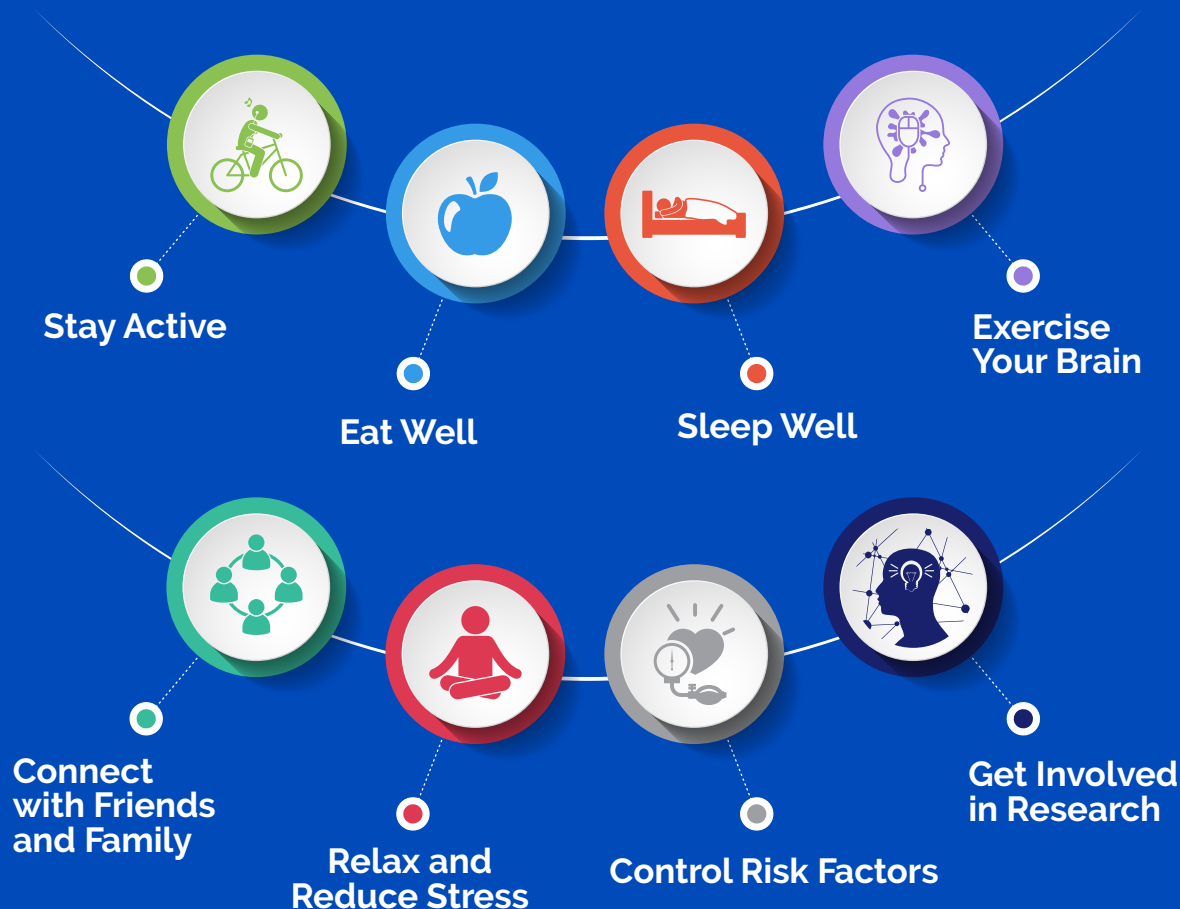 Stay Active
Eat Well
Sleep Well
Exercise
Your Brain
Connect
with Friends
and Family
Relax and
Reduce Stress
Control Risk Factors
Get Involved
in Research